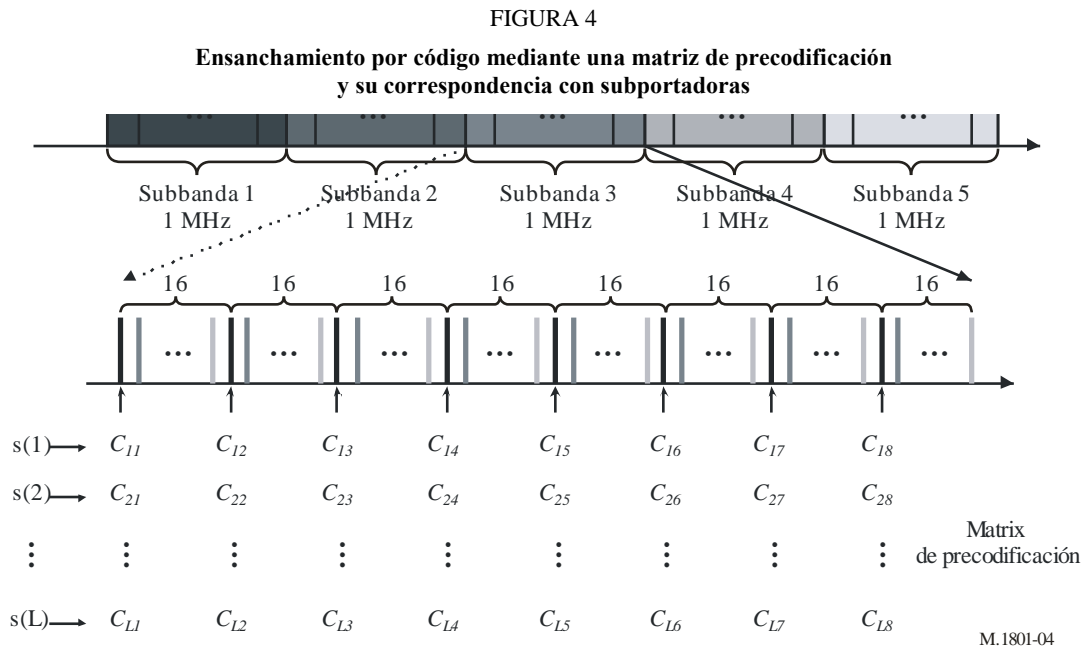 FIGURA 4
Ensanchamiento por código mediante una matriz de precodificación
y su correspondencia con subportadoras
... ... ... ... ...
Subbanda 1 Subbanda 2 Subbanda 3 Subbanda 4 Subbanda 5
1 MHz 1 MHz 1 MHz 1 MHz 1 MHz
16 16 16 16 16 16 16 16
... ... ... ... ... ... ... ...
s(1) C11 C12 C13 C14 C15 C16 C17 C18
s(2) C21 C22 C23 C24 C25 C26 C27 C28
Matrix
de precodificación
s(L) CL1 CL2 CL3 CL4 CL5 CL6 CL7 CL8
M.1801-04